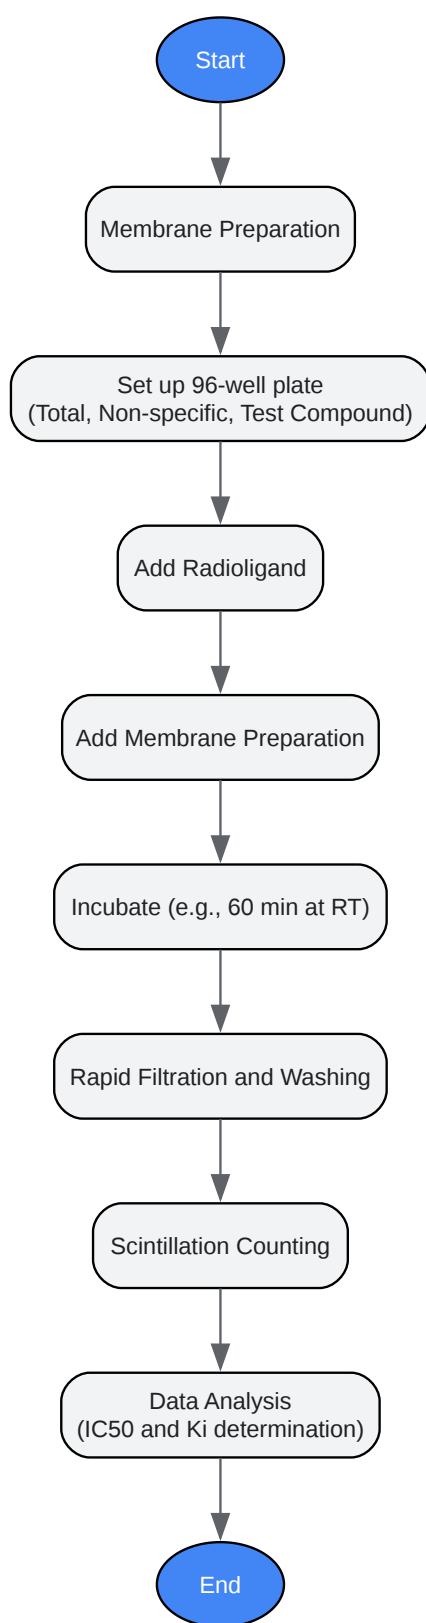 Start
Membrane Preparation
Set up 96-well plate
(Total, Non-specific, Test Compound)
Add Radioligand
Add Membrane Preparation
Incubate (e.g., 60 min at RT)
Rapid Filtration and Washing
Scintillation Counting
Data Analysis
(IC50 and Ki determination)
End